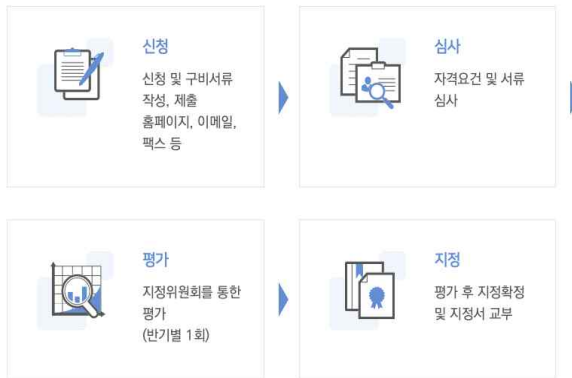 신청
신청 및 구비서류
작성, 제출
홈페이지, 이메일,
팩스 등
심사
자격요건 및 서류
심사
평가
지정위원회를 통한
평가
(반기별 1회)
지정
평가 후 지정확정
및 지정서 교부